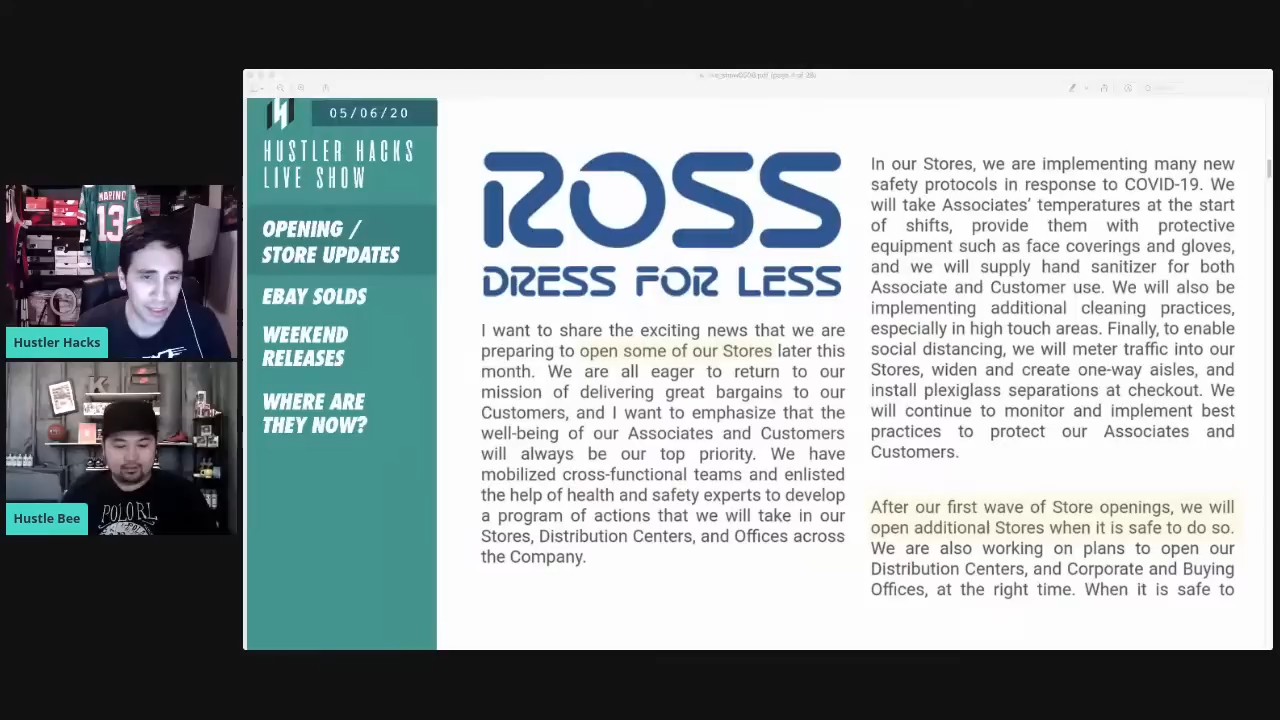 05/06/20
HUSTLER HACKS
LIVE SHOW
OPENING /
STORE UPDATES
EBAY SOLDS
WEEKEND
RELEASES
WHERE ARE
THEY NOW?
MARINO
13
Hustler Hacks
K
POLO RL
Hustle Bee
ROSS
DRESS FOR LESS
I want to share the exciting news that we are
preparing to open some of our Stores later this
month. We are all eager to return to our
mission of delivering great bargains to our
Customers, and I want to emphasize that the
well-being of our Associates and Customers
will always be our top priority. We have
mobilized cross-functional teams and enlisted
the help of health and safety experts to develop
a program of actions that we will take in our
Stores, Distribution Centers, and Offices across
the Company.
In our Stores, we are implementing many new
safety protocols in response to COVID-19. We
will take Associates’ temperatures at the start
of shifts, provide them with protective
equipment such as face coverings and gloves,
and we will supply hand sanitizer for both
Associate and Customer use. We will also be
implementing additional cleaning practices,
especially in high touch areas. Finally, to enable
social distancing, we will meter traffic into our
Stores, widen and create one-way aisles, and
install plexiglass separations at checkout. We
will continue to monitor and implement best
practices to protect our Associates and
Customers.
After our first wave of Store openings, we will
open additional Stores when it is safe to do so.
We are also working on plans to open our
Distribution Centers, and Corporate and Buying
Offices, at the right time. When it is safe to